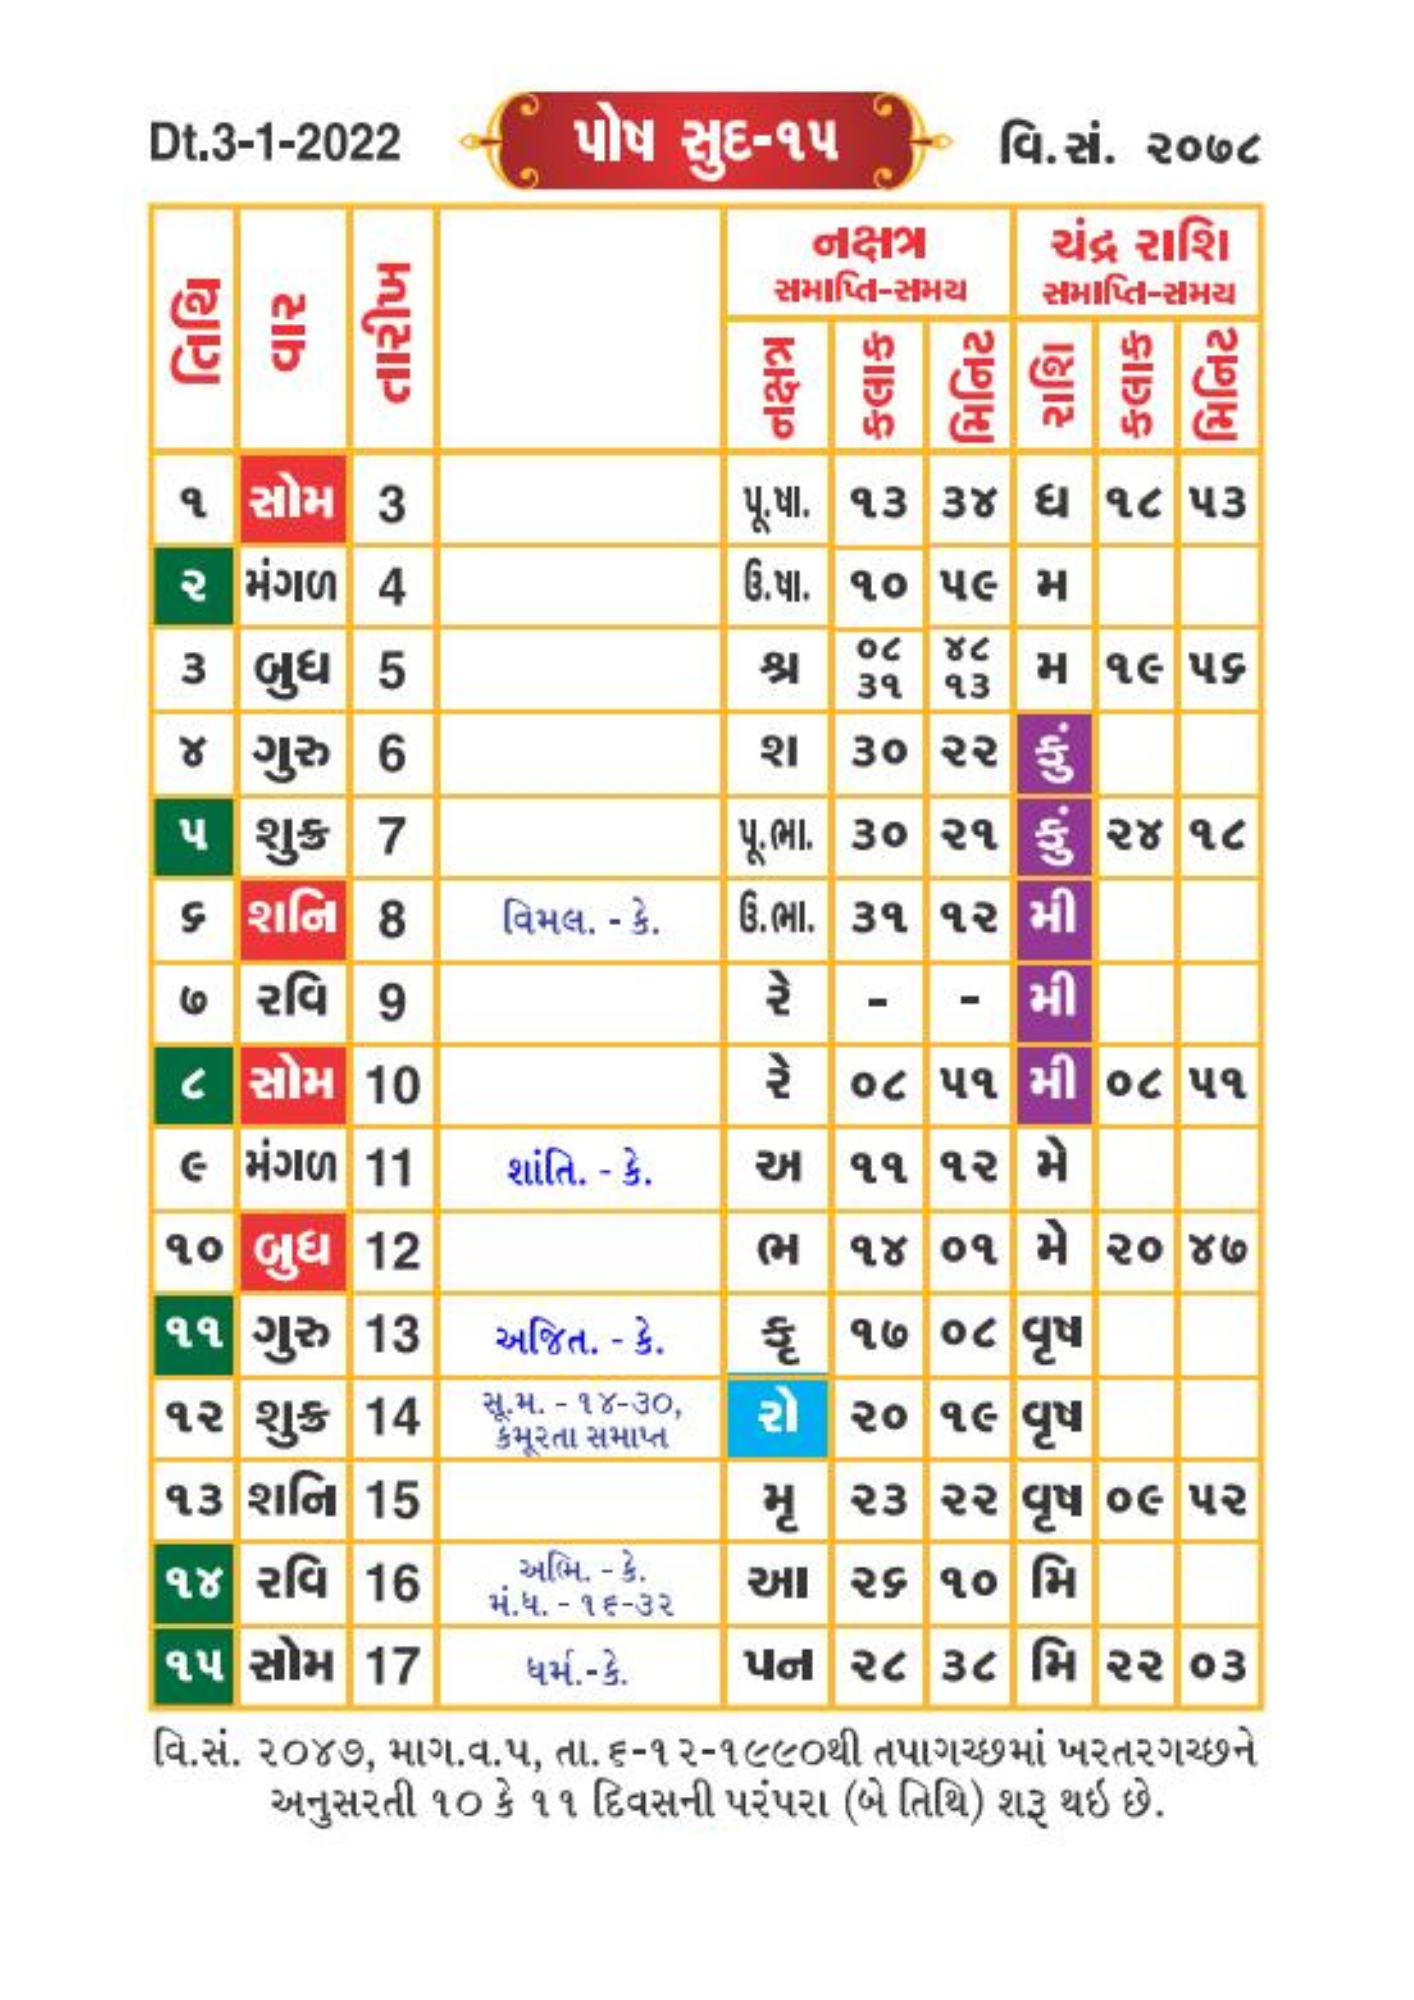 Dt.3-1-2022 પોષ સુદ-૧૫ વિ.સં. ૨૦૭૮
તિથિ વાર તારીખ નક્ષત્ર સમાપ્તિ-સમય ચંદ્ર રાશિ સમાપ્તિ-સમય
નક્ષત્ર કલાક મિનિટ રાશિ કલાક મિનિટ
૧ સોમ 3 પૂ.ષા. ૧૩ ૩૪ ધ ૧૮ ૫૩
૨ મંગળ 4 ઉ.ષા. ૧૦ ૫૯ મ
૩ બુધ 5 શ્ર ૦૮ ૪૮ મ ૧૯ ૫૬
૩૧ ૧૩
૪ ગુરુ 6 શ ૩૦ ૨૨ કું
૫ શુક્ર 7 પૂ.ભા. ૩૦ ૨૧ કું ૨૪ ૧૮
૬ શનિ 8 વિમલ. - કે. ઉ.ભા. ૩૧ ૧૨ મી
૭ રવિ 9 રે - - મી
૮ સોમ 10 રે ૦૮ ૫૧ મી ૦૮ ૫૧
૯ મંગળ 11 શાંતિ. - કે. અ ૧૧ ૧૨ મે
૧૦ બુધ 12 ભ ૧૪ ૦૧ મે ૨૦ ૪૭
૧૧ ગુરુ 13 અજિત. - કે. કૃ ૧૭ ૦૮ વૃષ
૧૨ શુક્ર 14 સૂ.મ. - ૧૪-૩૦, રો ૨૦ ૧૯ વૃષ
કમૂરતા સમાપ્ત
૧૩ શનિ 15 મૃ ૨૩ ૨૨ વૃષ ૦૯ ૫૨
૧૪ રવિ 16 અભિ. - કે. આ ૨૬ ૧૦ મિ
મં.ધ. - ૧૬-૩૨
૧૫ સોમ 17 ધર્મ.-કે. પન ૨૮ ૩૮ મિ ૨૨ ૦૩
વિ.સં. ૨૦૪૭, માગ.વ.૫, તા. ૬-૧૨-૧૯૯૦થી તપાગચ્છમાં ખરતરગચ્છને
અનુસરતી ૧૦ કે ૧૧ દિવસની પરંપરા (બે તિથિ) શરૂ થઇ છે.